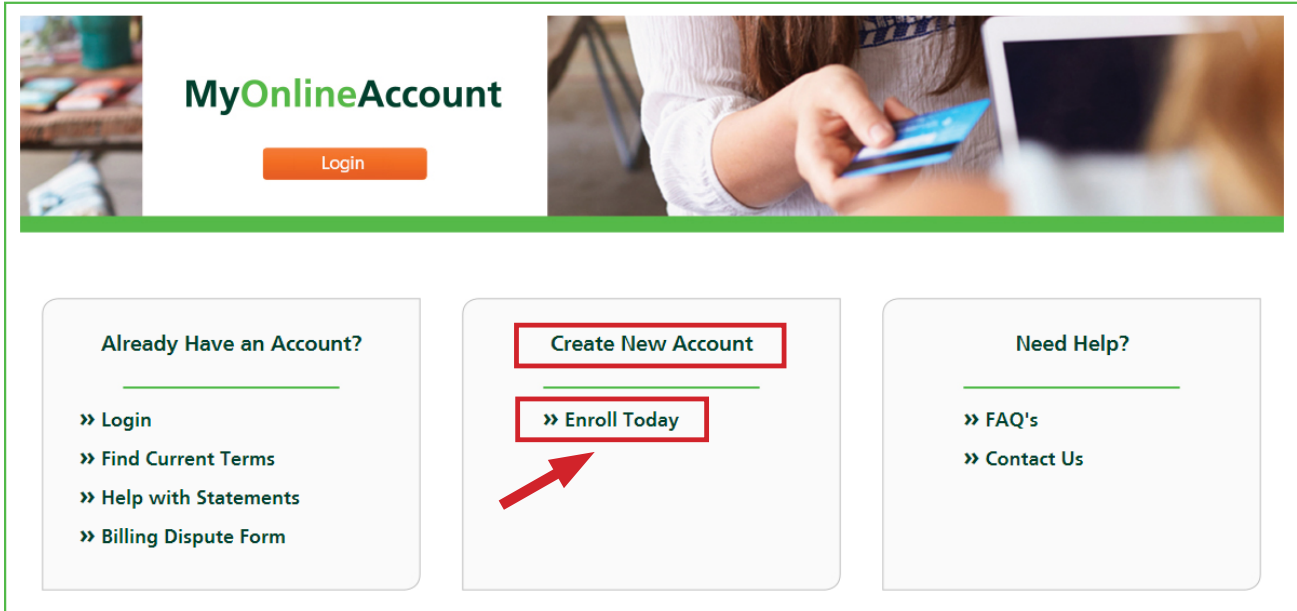 MyOnlineAccount
Login
Already Have an Account?
» Login
» Find Current Terms
» Help with Statements
» Billing Dispute Form
Create New Account
» Enroll Today
Need Help?
» FAQ's
» Contact Us